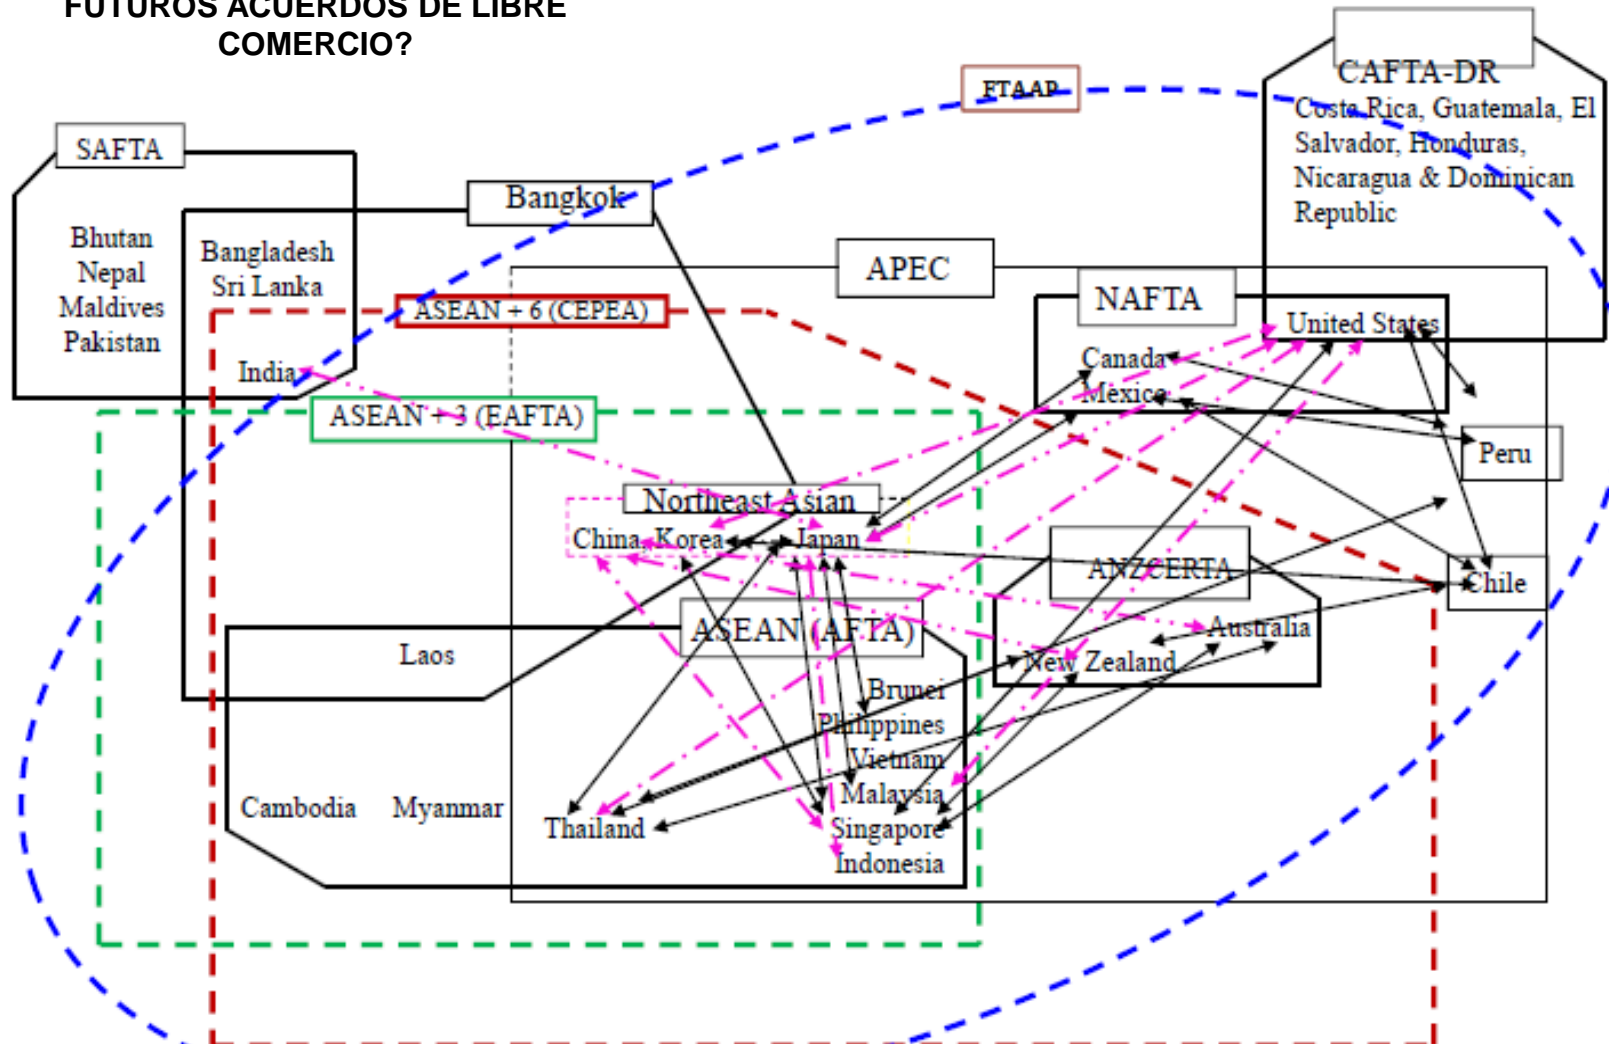 FUTUROS ACUERDOS DE LIBRE
COMERCIO?
FTAAP
CAFTA-DR
Costa Rica, Guatemala, El
Salvador, Honduras,
Nicaragua & Dominican
Republic
SAFTA
Bhutan
Nepal
Maldives
Pakistan
Bangladesh
Sri Lanka
India
Bangkok
APEC
NAFTA
United States
Canada
Mexico
ASEAN + 6 (CEPEA)
ASEAN + 3 (EAFTA)
Peru
Northeast Asian
China, Korea
Japan
ANZCERTA
Chile
Australia
New Zealand
ASEAN (AFTA)
Laos
Brunei
Philippines
Vietnam
Malaysia
Cambodia
Myanmar
Thailand
Singapore
Indonesia